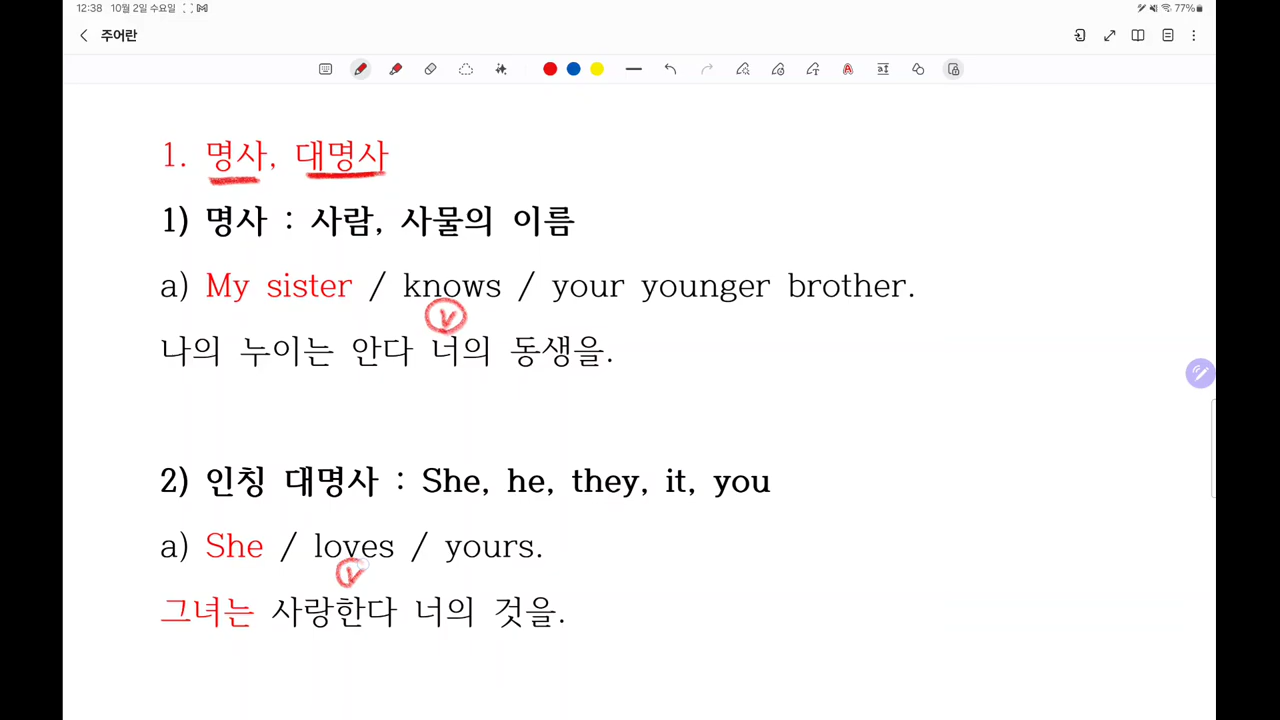 12:38 10월 2일 수요일 77%
주어란
1. 명사, 대명사
1) 명사 : 사람, 사물의 이름
a) My sister / knows / your younger brother.
V
나의 누이는 안다 너의 동생을.
2) 인칭 대명사 : She, he, they, it, you
a) She / loves / yours.
V
그녀는 사랑한다 너의 것을.